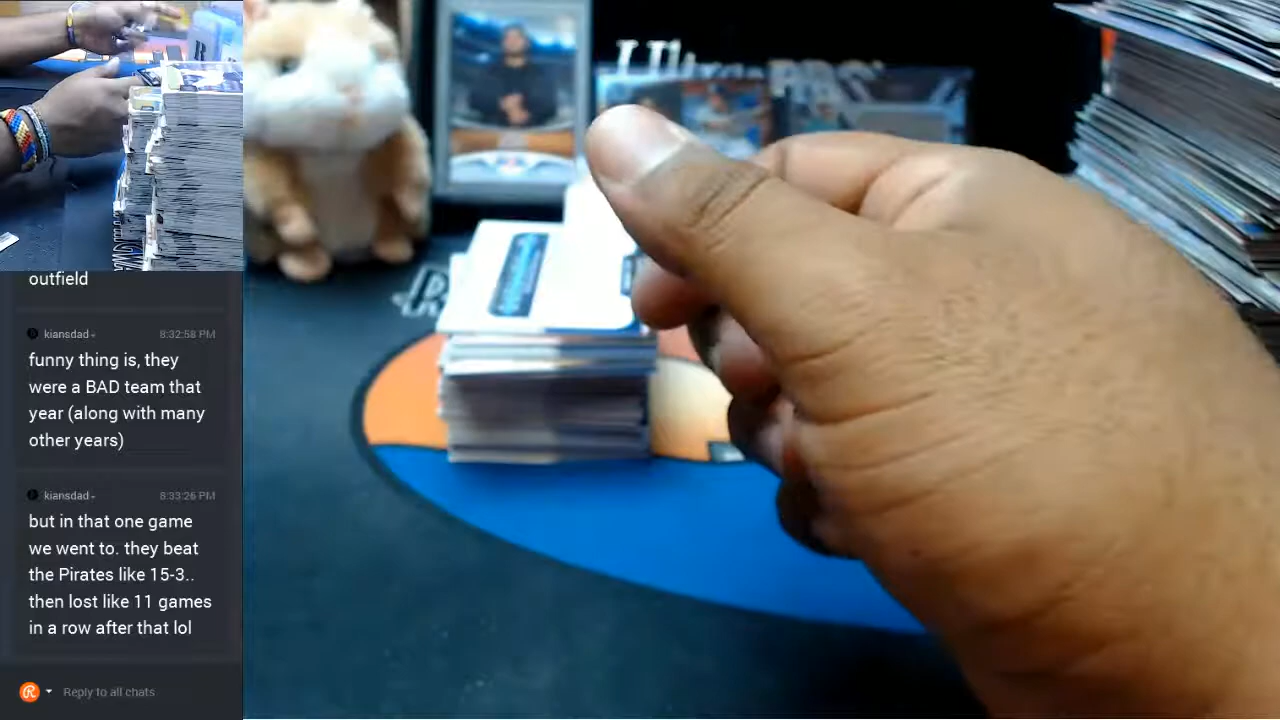 outfield
kiansdad
8:32:58 PM
funny thing is, they
were a BAD team that
year (along with many
other years)
kiansdad
8:33:26 PM
but in that one game
we went to. they beat
the Pirates like 15-3..
then lost like 11 games
in a row after that lol
Reply to all chats